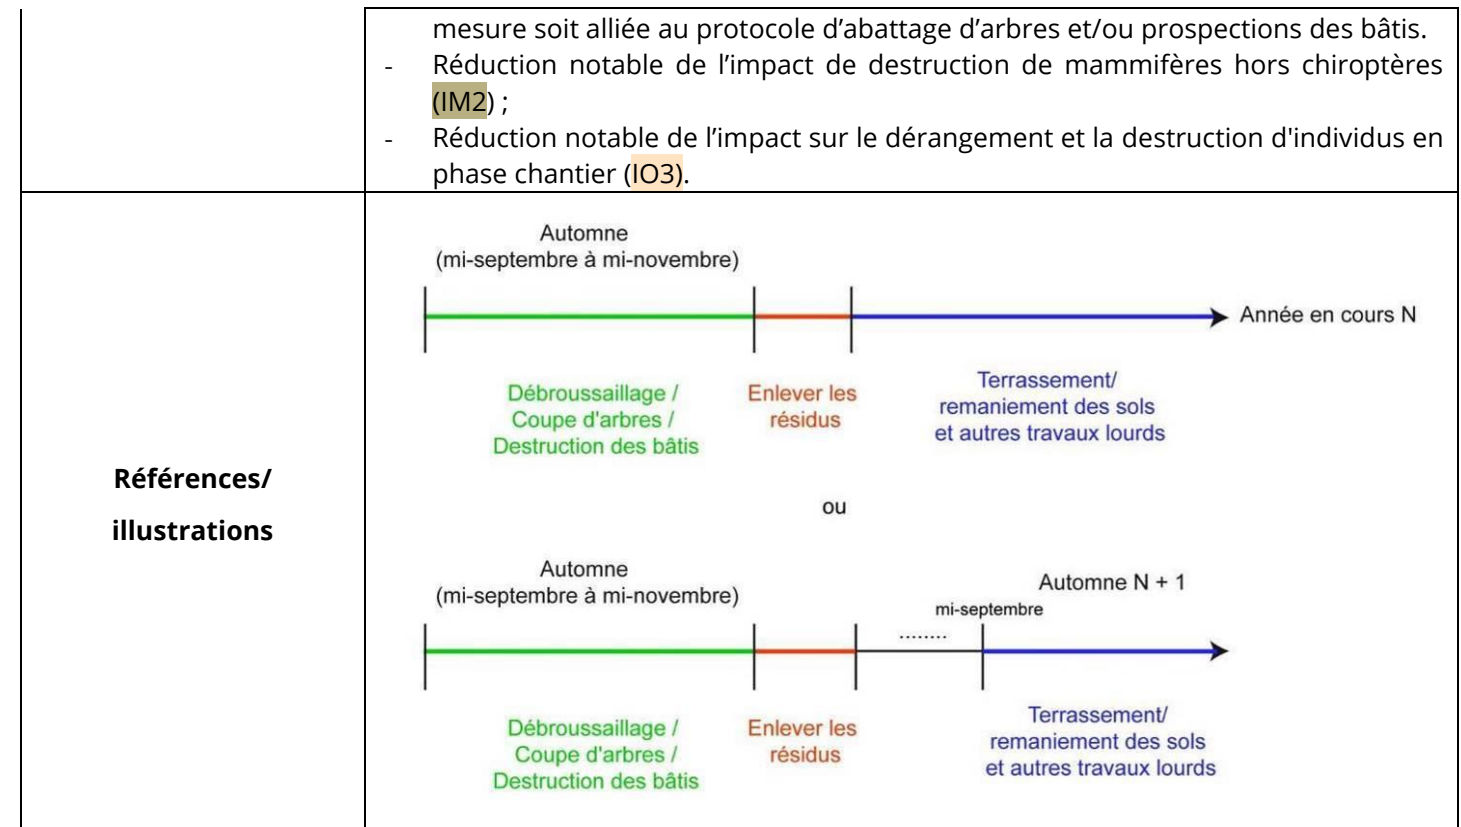 mesure soit alliée au protocole d’abattage d’arbres et/ou prospections des bâtis.
- Réduction notable de l’impact de destruction de mammifères hors chiroptères
(IM2) ;
- Réduction notable de l’impact sur le dérangement et la destruction d'individus en
phase chantier (IO3).
Références/
illustrations
Automne
(mi-septembre à mi-novembre)
Année en cours N
Débroussaillage /
Coupe d'arbres /
Destruction des bâtis
Enlever les
résidus
Terrassement/
remaniement des sols
et autres travaux lourds
ou
Automne
(mi-septembre à mi-novembre)
Automne N + 1
mi-septembre
........
Débroussaillage /
Coupe d'arbres /
Destruction des bâtis
Enlever les
résidus
Terrassement/
remaniement des sols
et autres travaux lourds